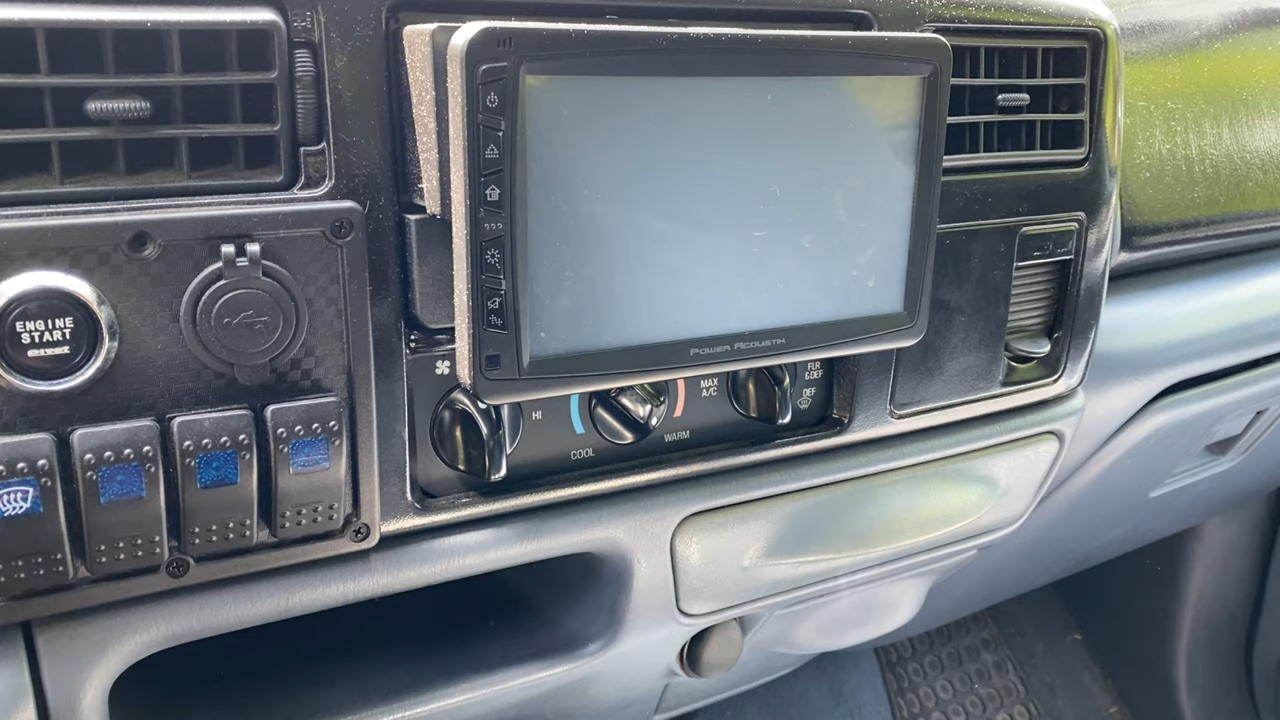 ENGINE
START
POWER ACOUSTIK
HI
COOL
WARM
MAX
A/C
FLR
& DEF
DEF